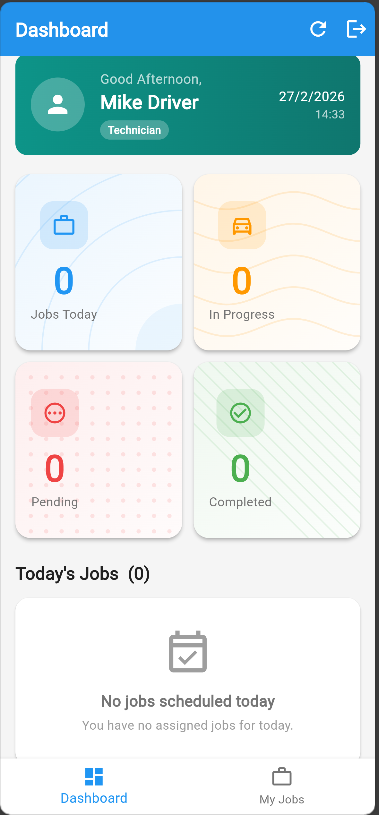 Dashboard
Good Afternoon,
Mike Driver
Technician
27/2/2026
14:33
0
Jobs Today
0
In Progress
0
Pending
0
Completed
Today's Jobs (0)
No jobs scheduled today
You have no assigned jobs for today.
Dashboard
My Jobs